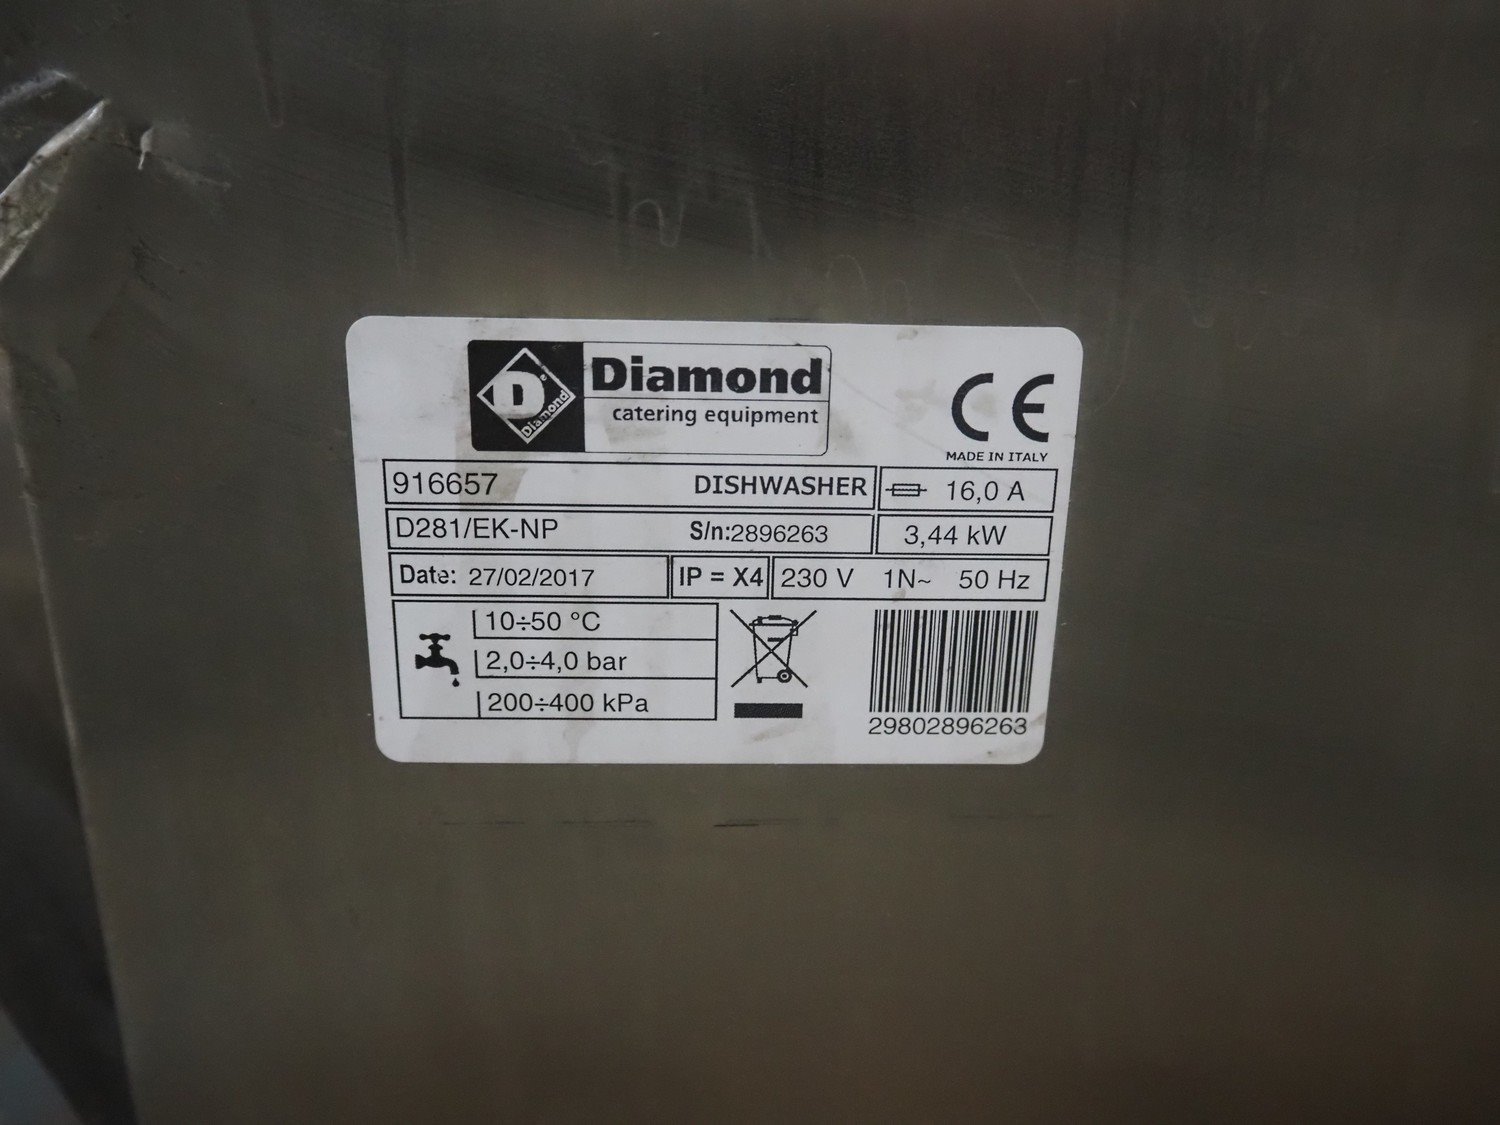 D
Diamond
Diamond
catering equipment
CE
MADE IN ITALY
916657 DISHWASHER 16,0 A
D281/EK-NP S/n:2896263 3,44 kW
Date: 27/02/2017 IP = X4 230 V 1N~ 50 Hz
10÷50 °C
2,0÷4,0 bar
200÷400 kPa
29802896263